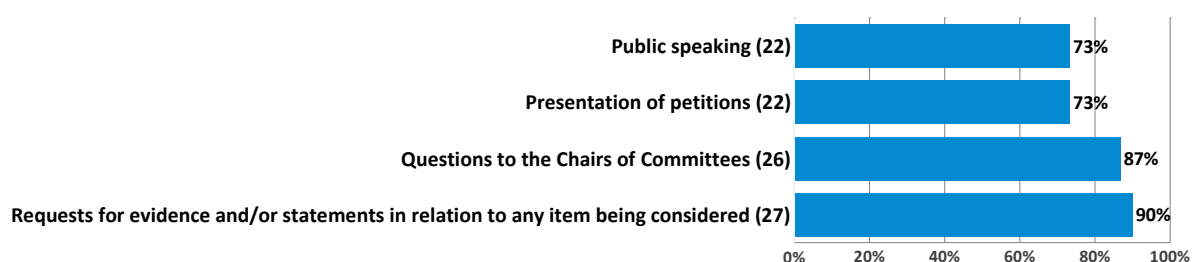 Public speaking (22) 73%
Presentation of petitions (22) 73%
Questions to the Chairs of Committees (26) 87%
Requests for evidence and/or statements in relation to any item being considered (27) 90%
0% 20% 40% 60% 80% 100%